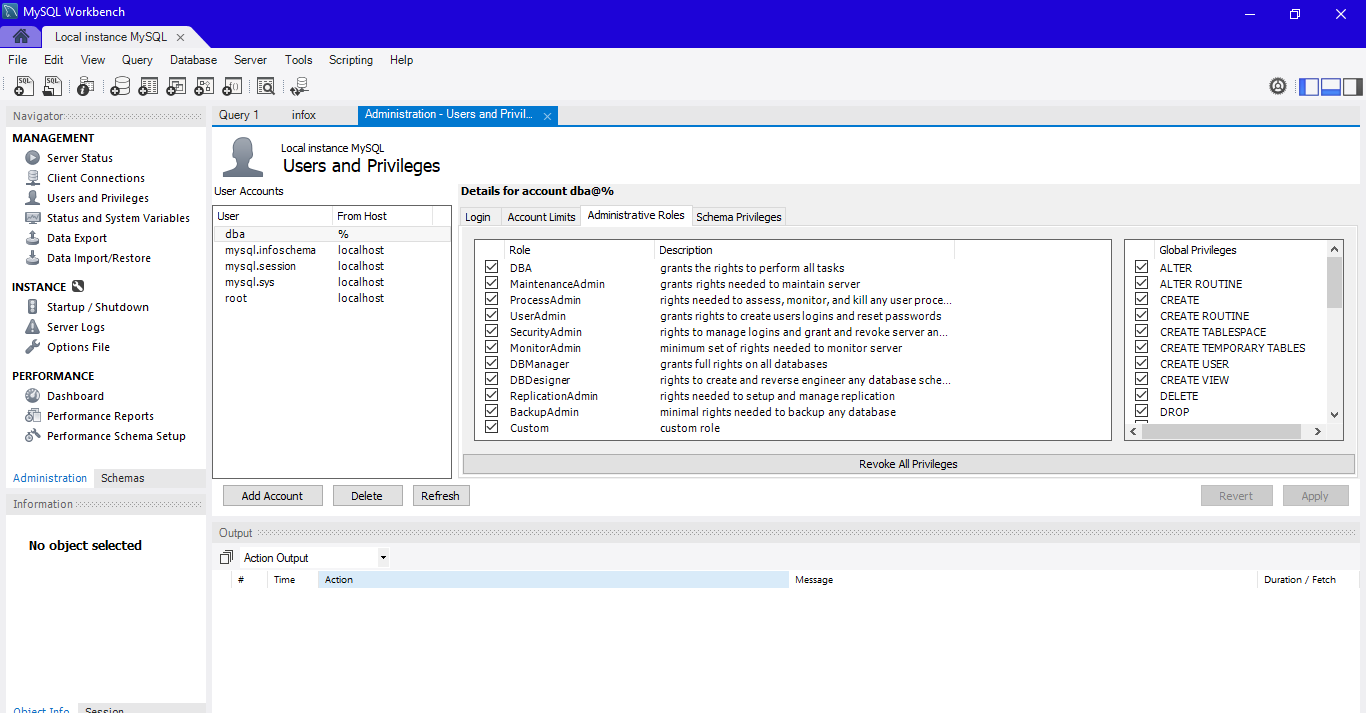 MySQL Workbench
Local instance MySQL
File Edit View Query Database Server Tools Scripting Help
Navigator
MANAGEMENT
Server Status
Client Connections
Users and Privileges
Status and System Variables
Data Export
Data Import/Restore
INSTANCE
Startup / Shutdown
Server Logs
Options File
PERFORMANCE
Dashboard
Performance Reports
Performance Schema Setup
Administration Schemas
Information
No object selected
Object Info Session
Query 1 infox Administration - Users and Privil...
Local instance MySQL
Users and Privileges
User Accounts
User From Host
dba %
mysql.infoschema localhost
mysql.session localhost
mysql.sys localhost
root localhost
Add Account Delete Refresh
Details for account dba@%
Login Account Limits Administrative Roles Schema Privileges
Role Description
DBA grants the rights to perform all tasks
MaintenanceAdmin grants rights needed to maintain server
ProcessAdmin rights needed to assess, monitor, and kill any user proce...
UserAdmin grants rights to create users logins and reset passwords
SecurityAdmin rights to manage logins and grant and revoke server an...
MonitorAdmin minimum set of rights needed to monitor server
DBManager grants full rights on all databases
DBDesigner rights to create and reverse engineer any database sche...
ReplicationAdmin rights needed to setup and manage replication
BackupAdmin minimal rights needed to backup any database
Custom custom role
Global Privileges
ALTER
ALTER ROUTINE
CREATE
CREATE ROUTINE
CREATE TABLESPACE
CREATE TEMPORARY TABLES
CREATE USER
CREATE VIEW
DELETE
DROP
Revoke All Privileges
Revert Apply
Output
Action Output
# Time Action Message Duration / Fetch